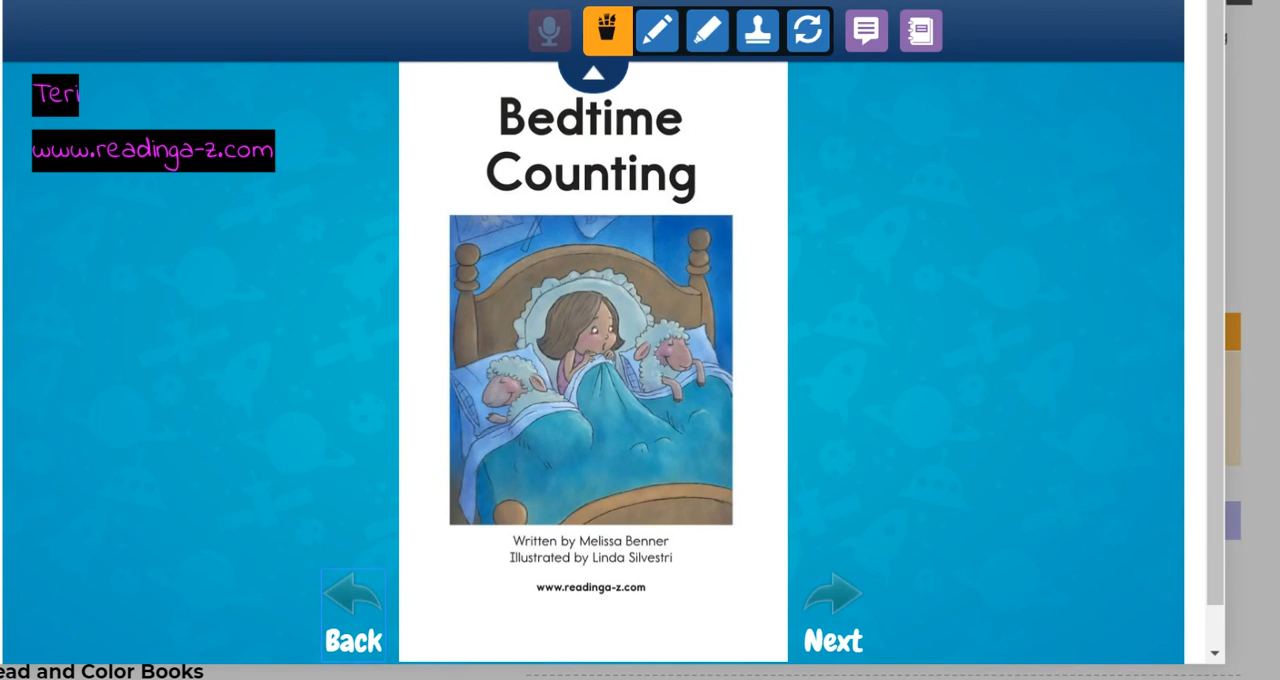 Teri
www.readinga-z.com
Bedtime
Counting
Written by Melissa Benner
Illustrated by Linda Silvestri
www.readinga-z.com
Back
Next
ead and Color Books